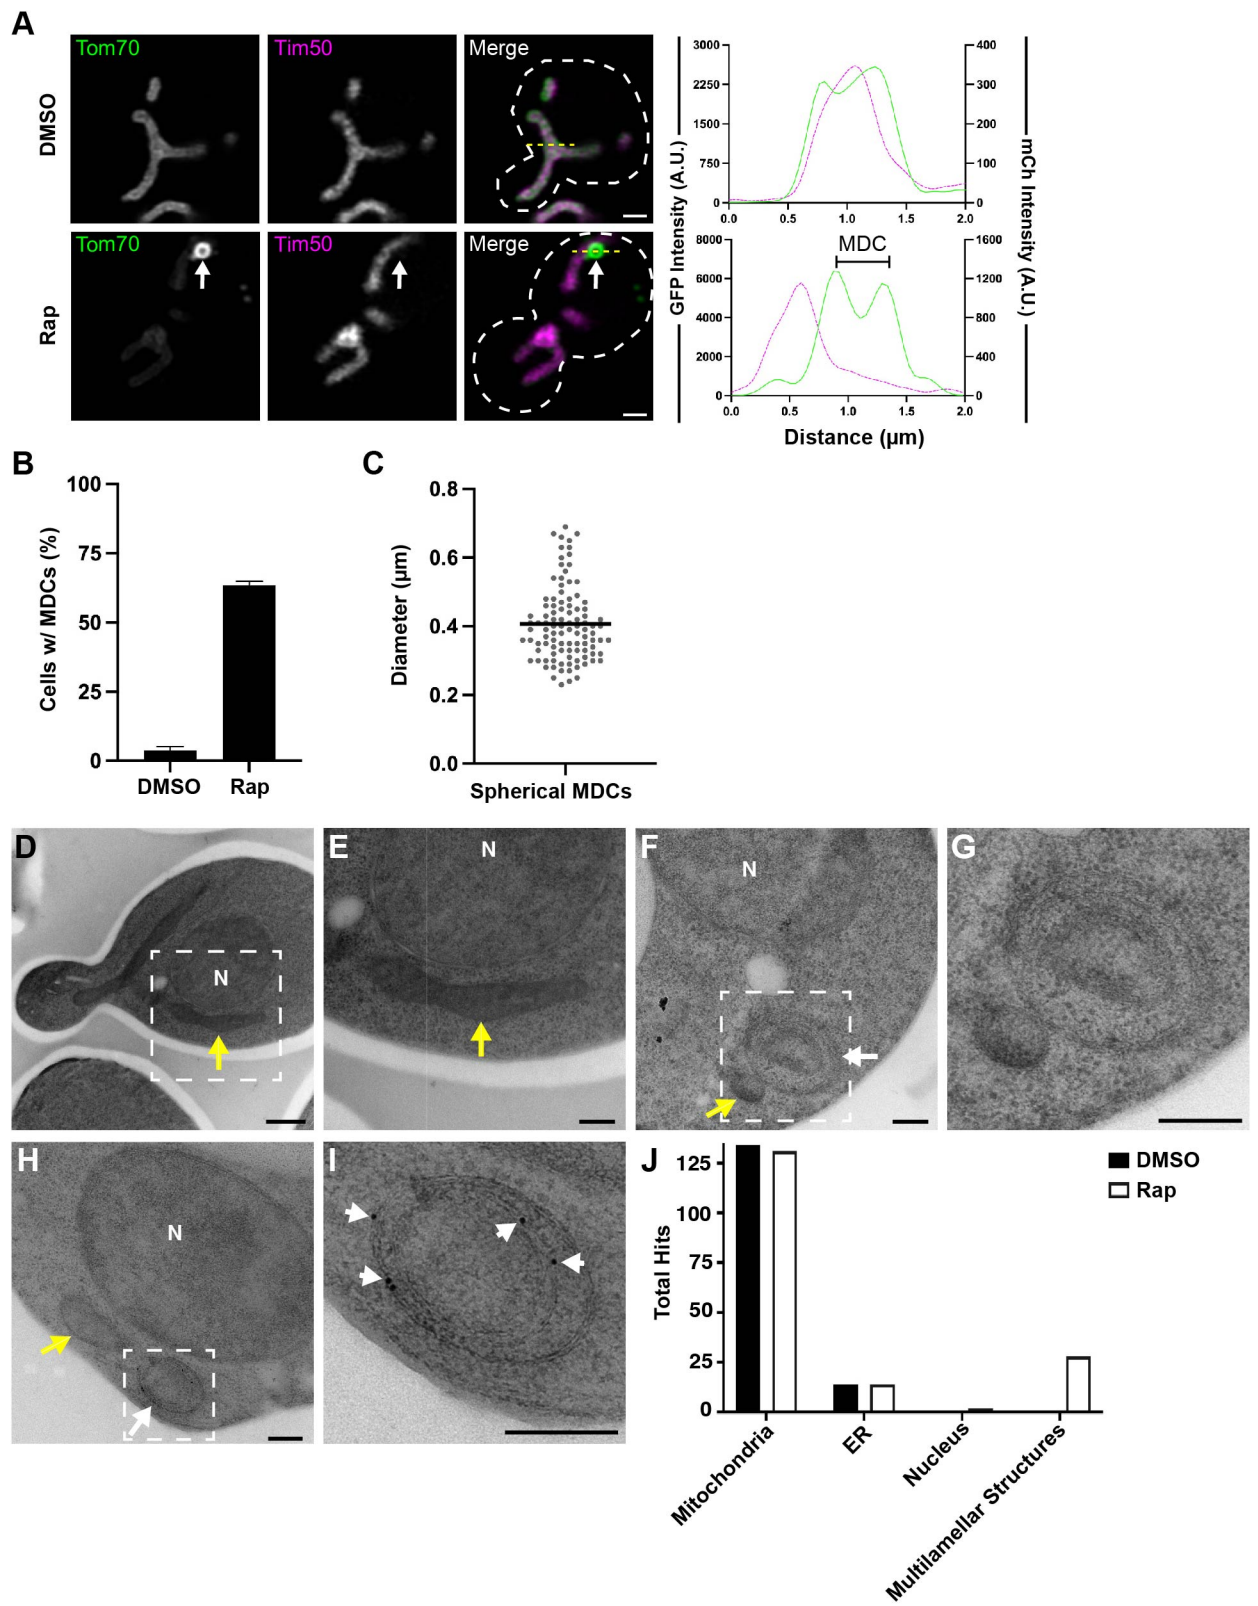 A
Tom70
Tim50
Merge
DMSO
Tom70
Tim50
Merge
Rap
GFP Intensity (A.U.)
mCh Intensity (A.U.)
3000
2250
1500
750
0
400
300
200
100
0
0.0 0.5 1.0 1.5 2.0
MDC
8000
6000
4000
2000
0
1600
1200
800
400
0
0.0 0.5 1.0 1.5 2.0
Distance (µm)
B
Cells w/ MDCs (%)
100
75
50
25
0
DMSO Rap
C
Diameter (µm)
0.8
0.6
0.4
0.2
0.0
Spherical MDCs
D
N
E
N
F
N
G
H
N
I
J
Total Hits
125
100
75
50
25
0
DMSO
Rap
Mitochondria
ER
Nucleus
Multilamellar Structures